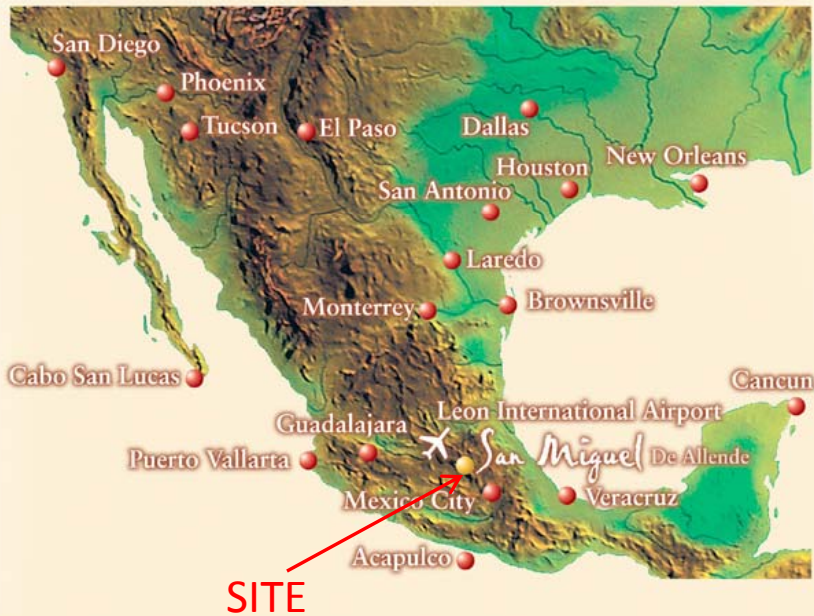 San Diego
Phoenix
Tucson
El Paso
Dallas
Houston
New Orleans
San Antonio
Laredo
Monterrey
Brownsville
Cabo San Lucas
Cancun
Leon International Airport
Guadalajara
San Miguel De Allende
Puerto Vallarta
Mexico City
Veracruz
Acapulco
SITE